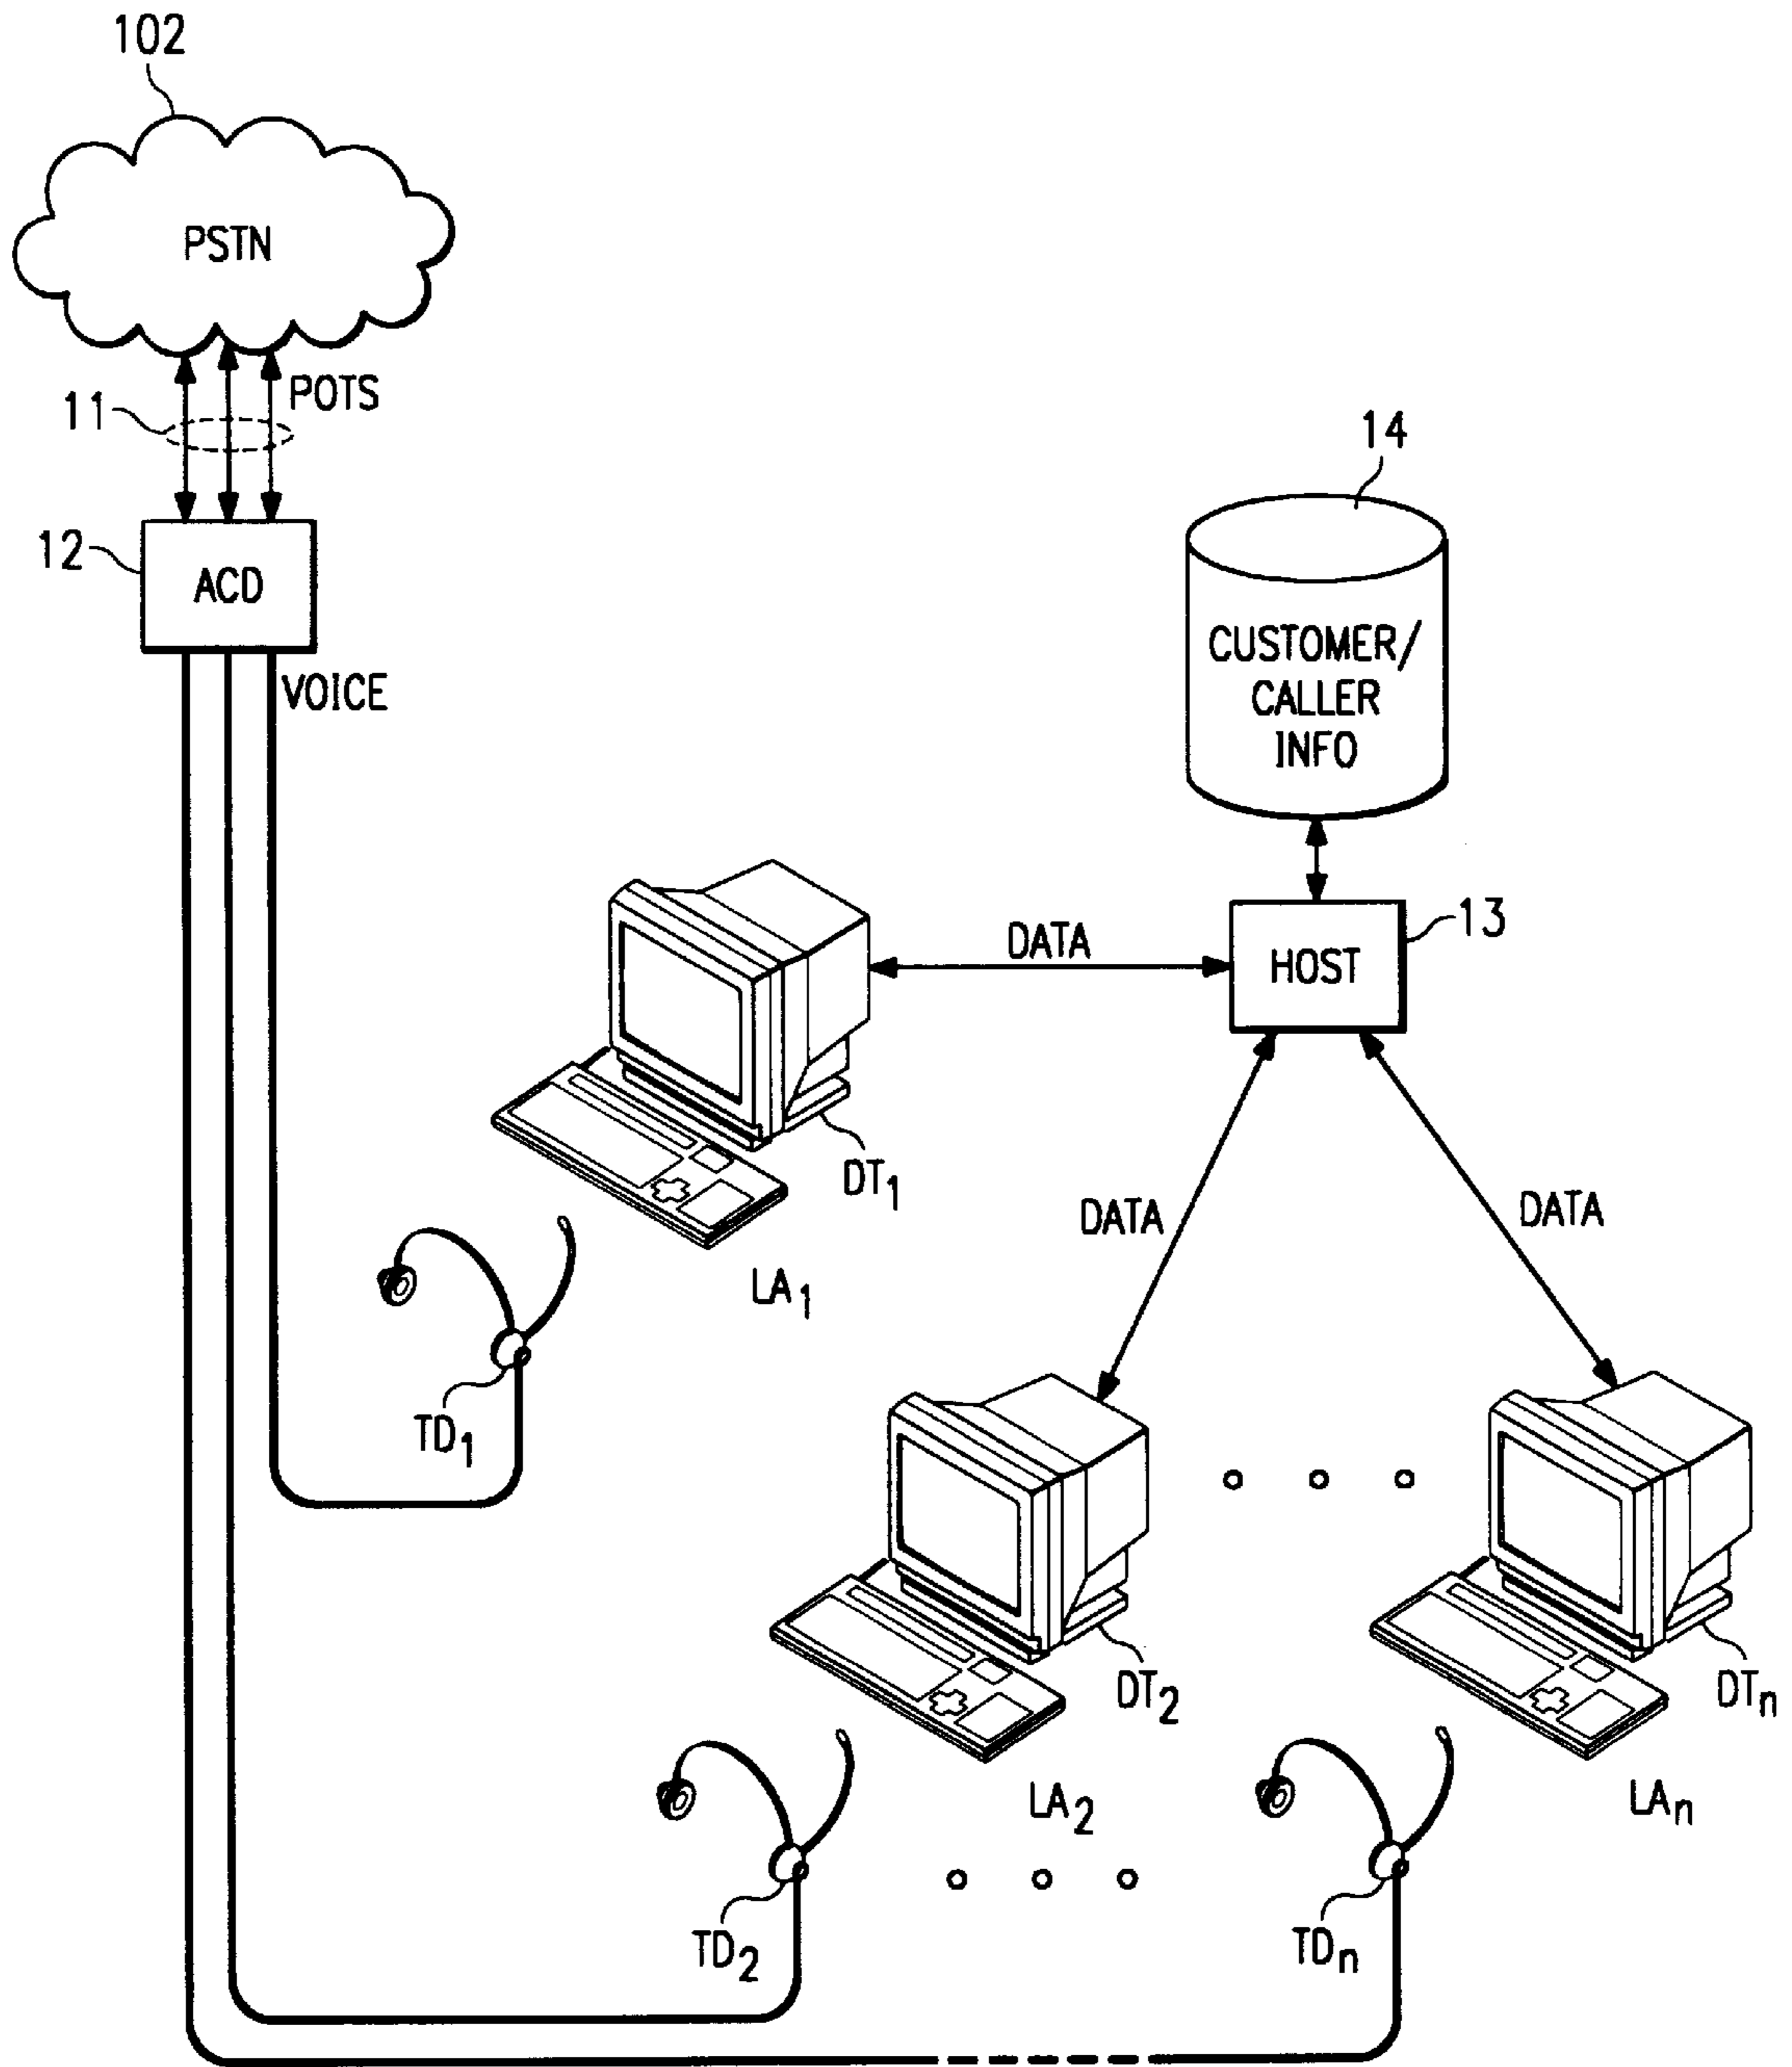 102
PSTN
11
POTS
12
ACD
VOICE
14
CUSTOMER/
CALLER
INFO
13
HOST
DATA
DT1
LA1
TD1
DATA
DATA
DT2
LA2
TD2
DTn
LAn
TDn